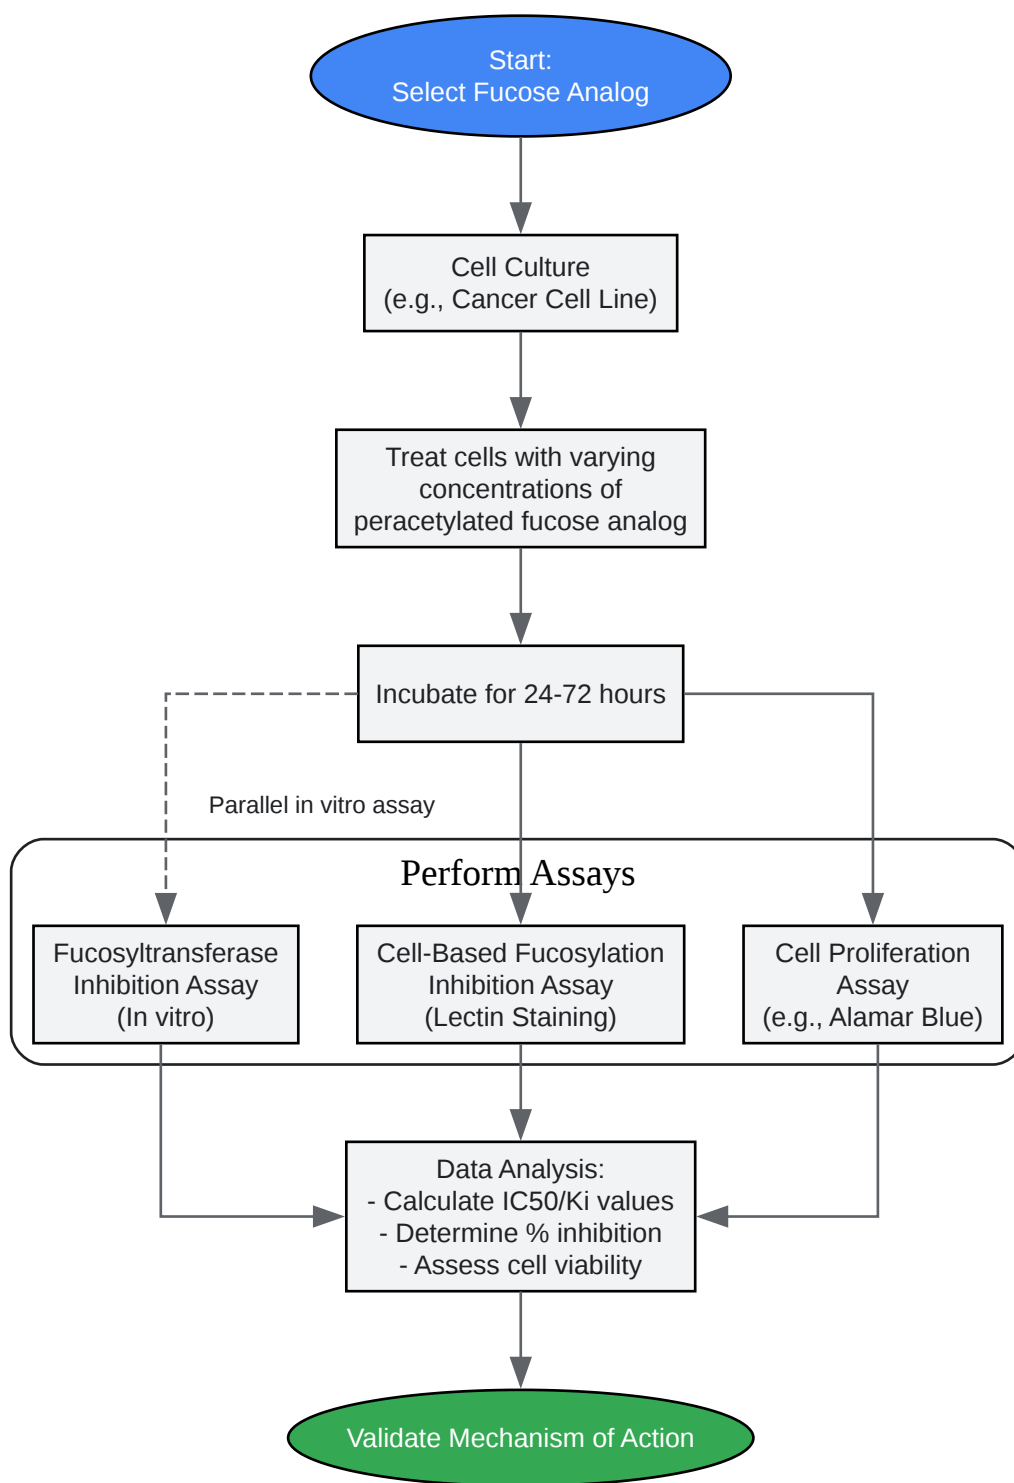 Start:
Select Fucose Analog
Cell Culture
(e.g., Cancer Cell Line)
Treat cells with varying
concentrations of
peracetylated fucose analog
Incubate for 24-72 hours
Parallel in vitro assay
Perform Assays
Fucosyltransferase
Inhibition Assay
(In vitro)
Cell-Based Fucosylation
Inhibition Assay
(Lectin Staining)
Cell Proliferation
Assay
(e.g., Alamar Blue)
Data Analysis:
- Calculate IC50/Ki values
- Determine % inhibition
- Assess cell viability
Validate Mechanism of Action